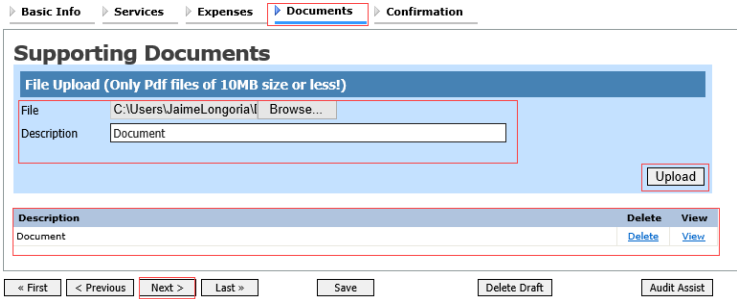 Basic Info Services Expenses Documents Confirmation
Supporting Documents
File Upload (Only Pdf files of 10MB size or less!)
File C:\Users\JaimeLongoria\ Browse...
Description Document
Upload
Description Delete View
Document Delete View
« First < Previous Next > Last » Save Delete Draft Audit Assist